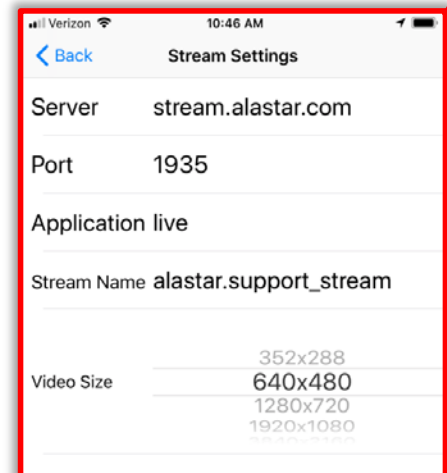 Verizon 10:46 AM
Back Stream Settings
Server stream.alastar.com
Port 1935
Application live
Stream Name alastar.support_stream
352x288
Video Size 640x480
1280x720
1920x1080
3840x2160